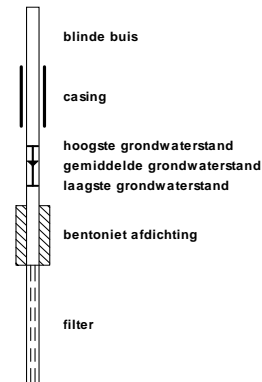 blinde buis
casing
hoogste grondwaterstand
gemiddelde grondwaterstand
laagste grondwaterstand
bentoniet afdichting
filter